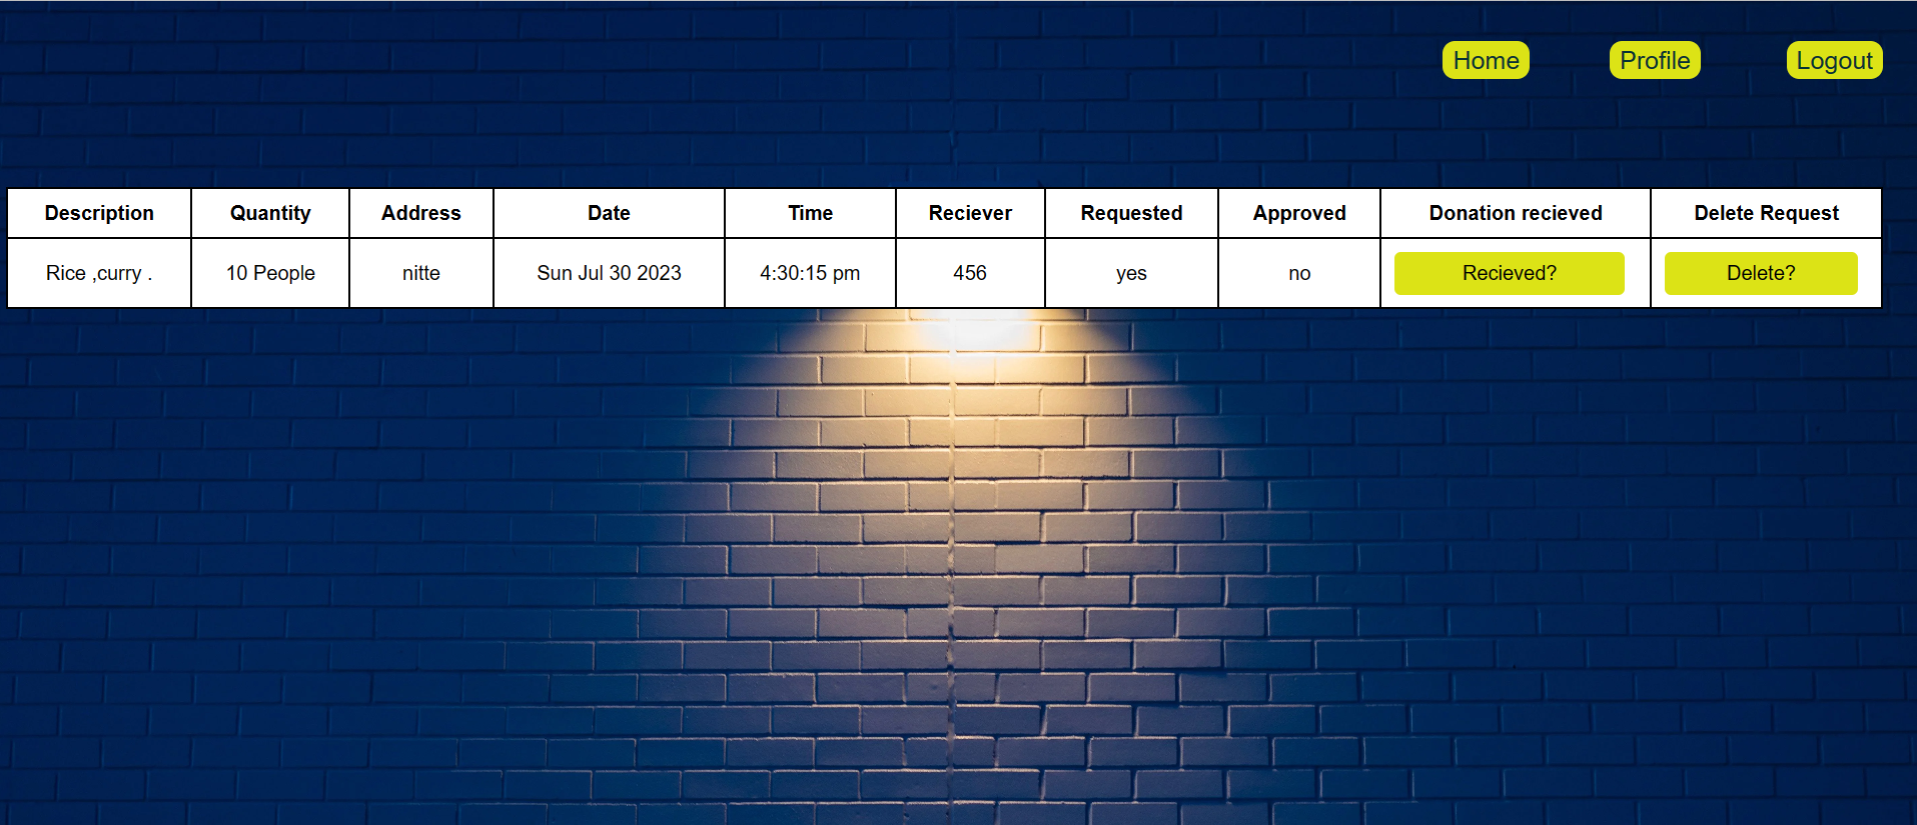 Home Profile Logout
Description Quantity Address Date Time Reciever Requested Approved Donation recieved Delete Request
Rice ,curry . 10 People nitte Sun Jul 30 2023 4:30:15 pm 456 yes no Recieved? Delete?